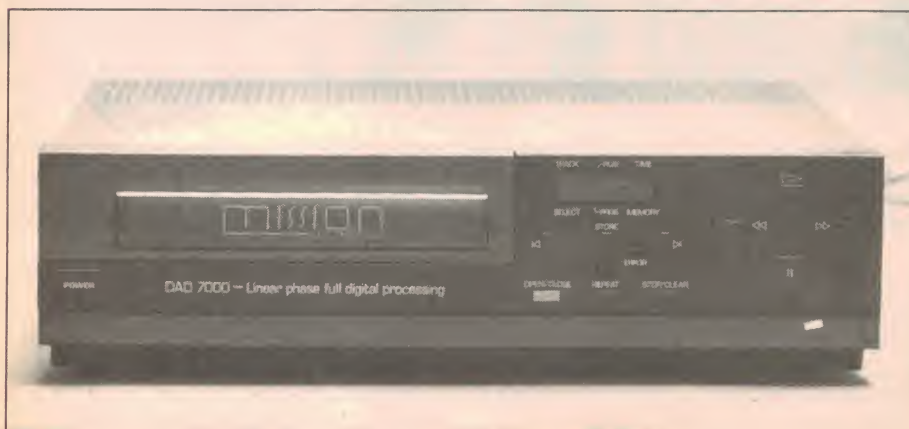 TRACK PLAY TIME
mission
SELECT MEMORY
STORE
ERROR
POWER
DAD 7000 — Linear phase full digital processing
OPEN/CLOSE REPEAT STOP/CLEAR